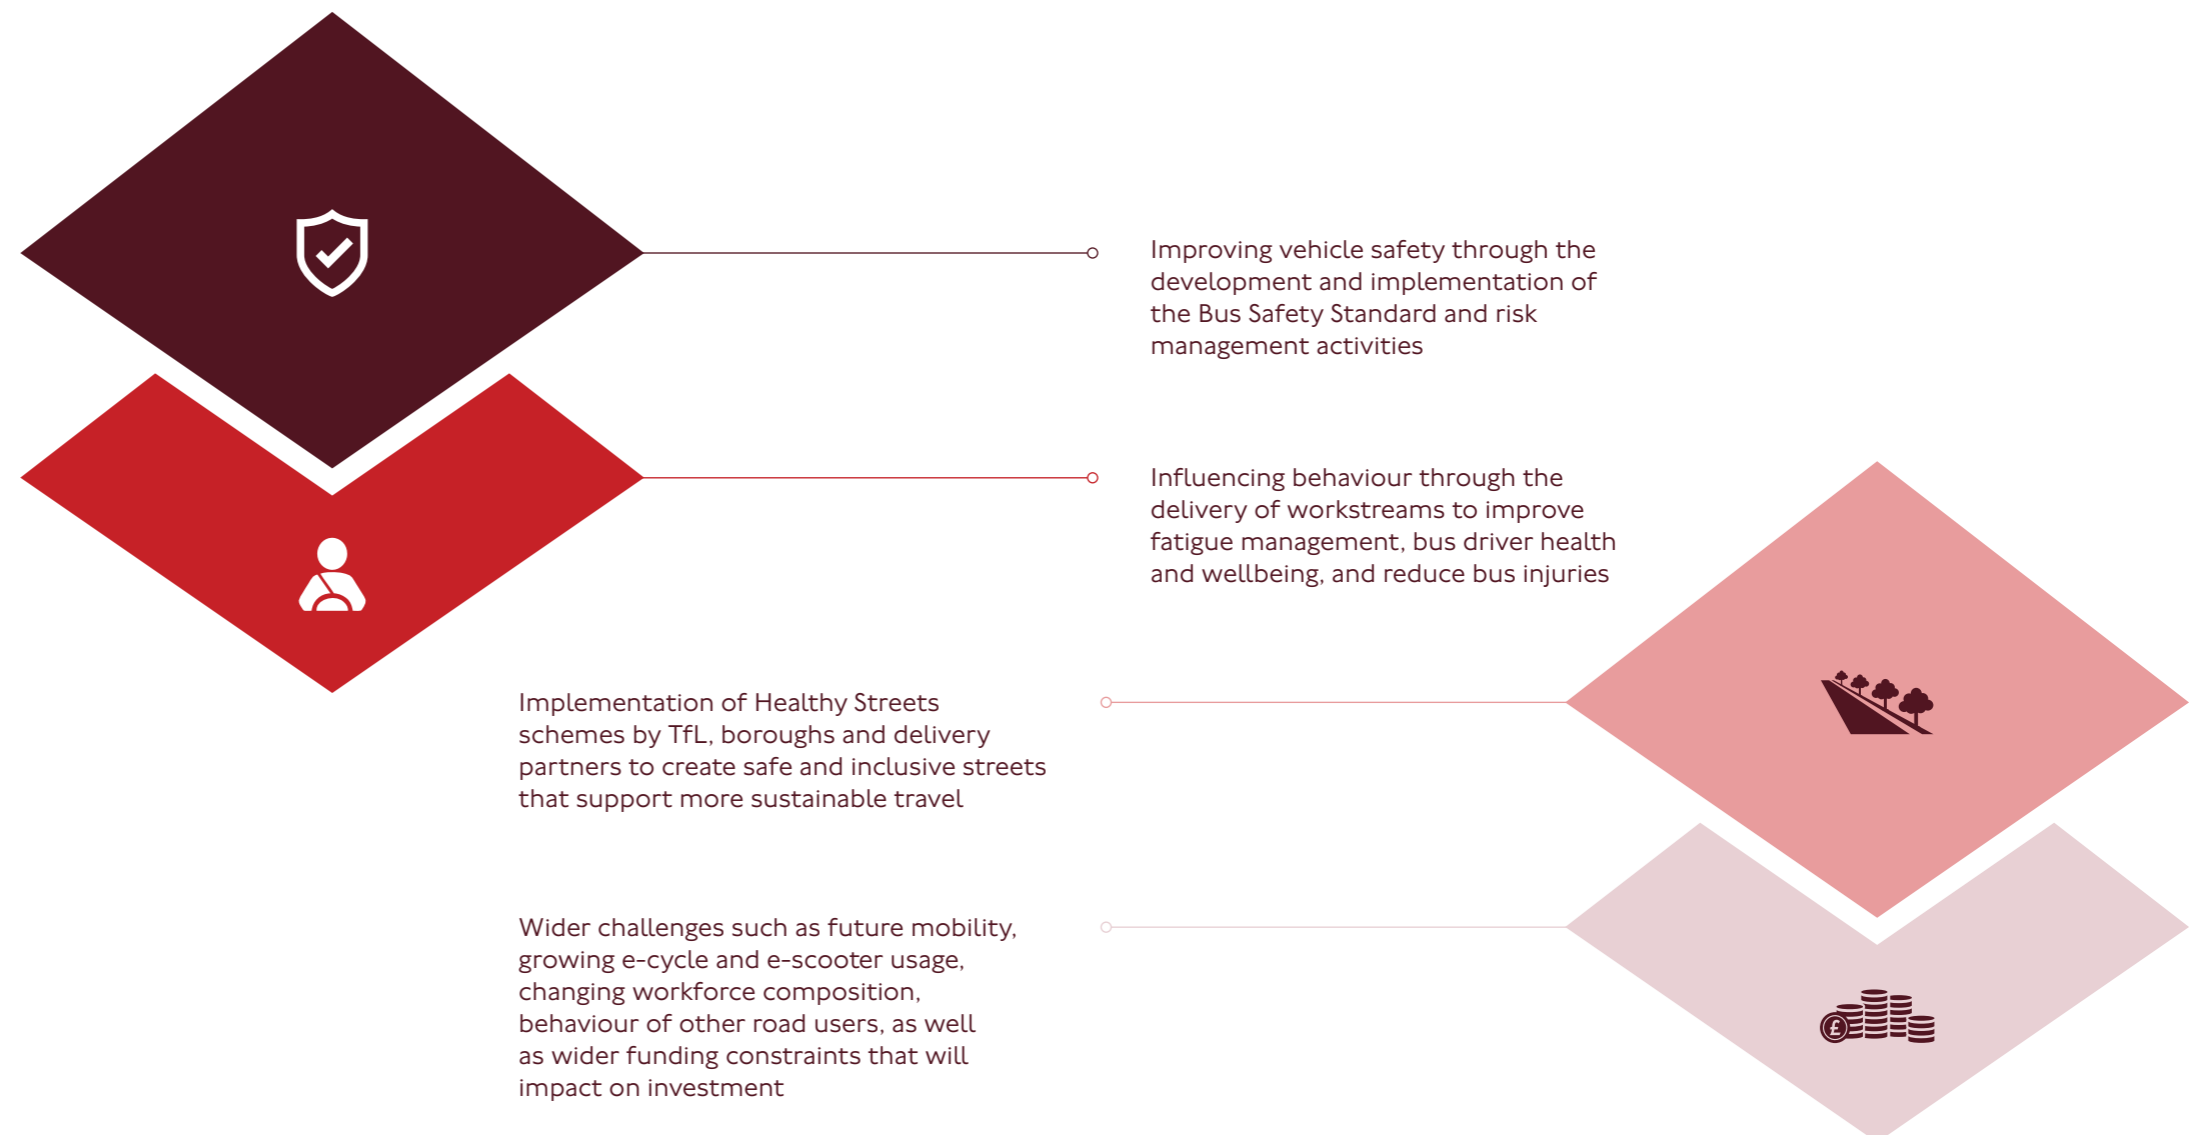 Improving vehicle safety through the
development and implementation of
the Bus Safety Standard and risk
management activities
Influencing behaviour through the
delivery of workstreams to improve
fatigue management, bus driver health
and wellbeing, and reduce bus injuries
Implementation of Healthy Streets
schemes by TfL, boroughs and delivery
partners to create safe and inclusive streets
that support more sustainable travel
Wider challenges such as future mobility,
growing e-cycle and e-scooter usage,
changing workforce composition,
behaviour of other road users, as well
as wider funding constraints that will
impact on investment
£